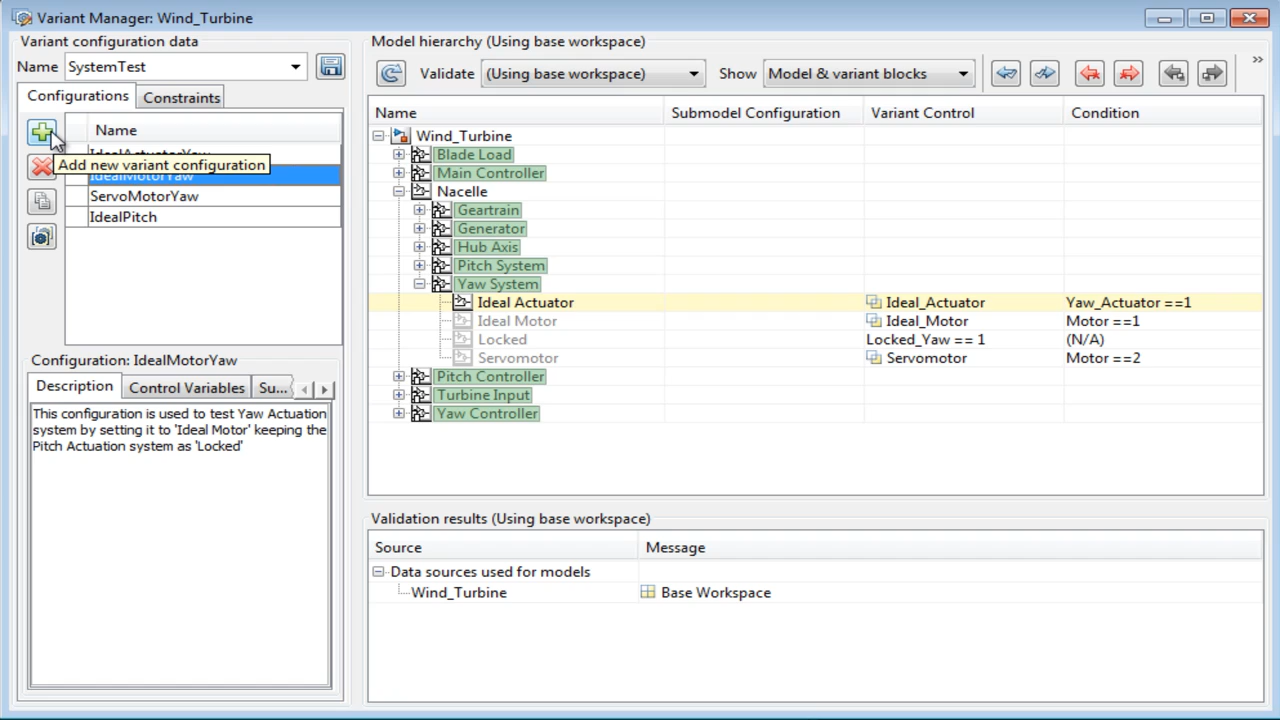 Variant Manager: Wind_Turbine
Variant configuration data
Name SystemTest
Configurations Constraints
Name
IdealActuatorYaw
Add new variant configuration
IdealMotorYaw
ServoMotorYaw
IdealPitch
Configuration: IdealMotorYaw
Description Control Variables Su...
This configuration is used to test Yaw Actuation
system by setting it to 'Ideal Motor' keeping the
Pitch Actuation system as 'Locked'
Model hierarchy (Using base workspace)
Validate (Using base workspace) Show Model & variant blocks »
Name Submodel Configuration Variant Control Condition
Wind_Turbine
Blade Load
Main Controller
Nacelle
Geartrain
Generator
Hub Axis
Pitch System
Yaw System
Ideal Actuator Ideal_Actuator Yaw_Actuator ==1
Ideal Motor Ideal_Motor Motor ==1
Locked Locked_Yaw == 1 (N/A)
Servomotor Servomotor Motor ==2
Pitch Controller
Turbine Input
Yaw Controller
Validation results (Using base workspace)
Source Message
Data sources used for models
Wind_Turbine Base Workspace